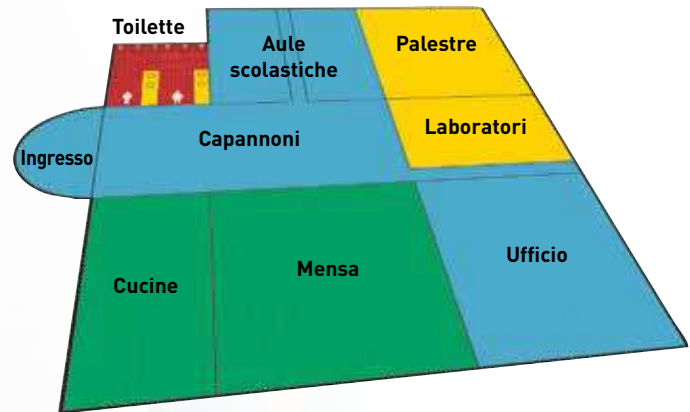 Toilette
Aule
scolastiche
Palestre
Laboratori
Capannoni
Ingresso
Cucine
Mensa
Ufficio